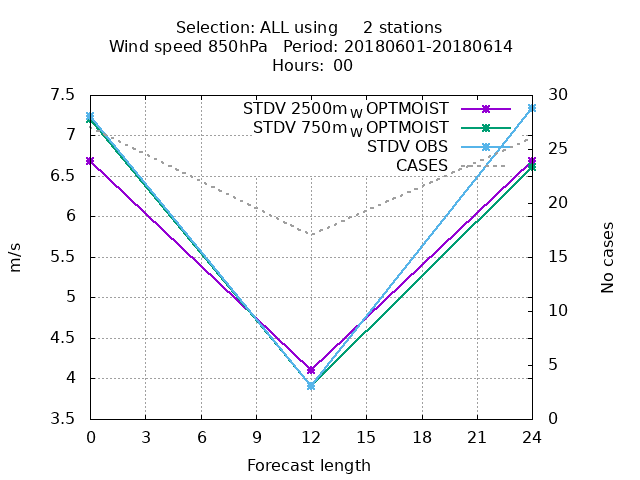 Selection: ALL using     2 stations
Wind speed 850hPa   Period: 20180601-20180614
Hours:  00
STDV 2500m_W OPTMOIST
STDV 750m_W OPTMOIST
STDV OBS
CASES
7.5
7
6.5
6
5.5
5
4.5
4
3.5
m/s
30
25
20
15
10
5
0
No cases
0 3 6 9 12 15 18 21 24
Forecast length